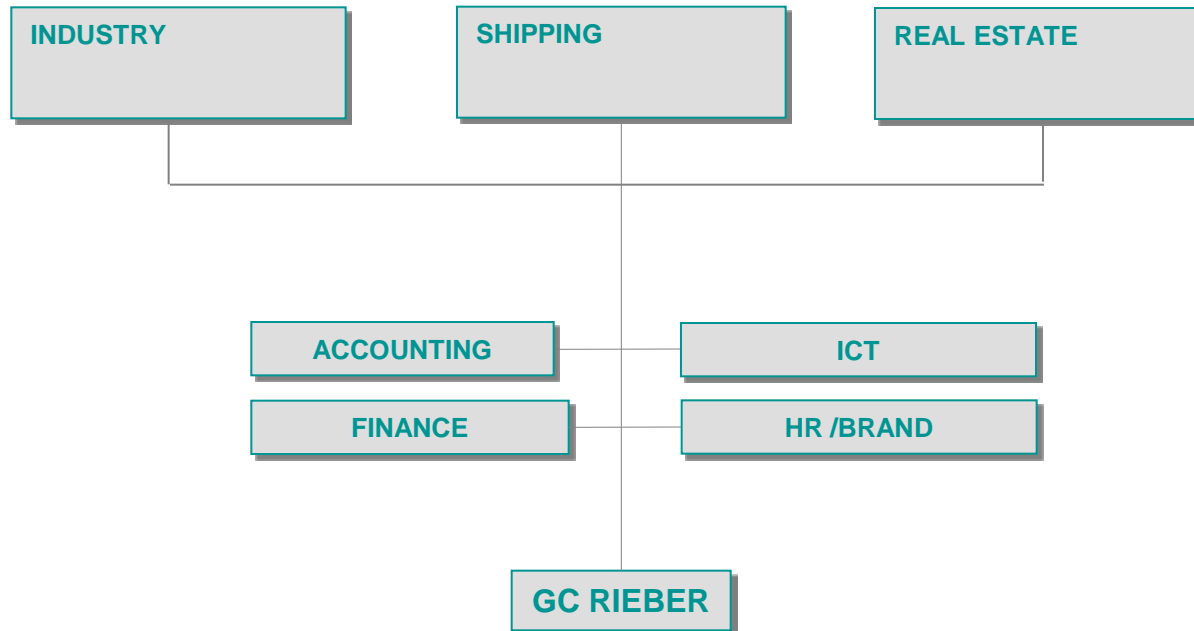 INDUSTRY
SHIPPING
REAL ESTATE
ACCOUNTING
ICT
FINANCE
HR /BRAND
GC RIEBER